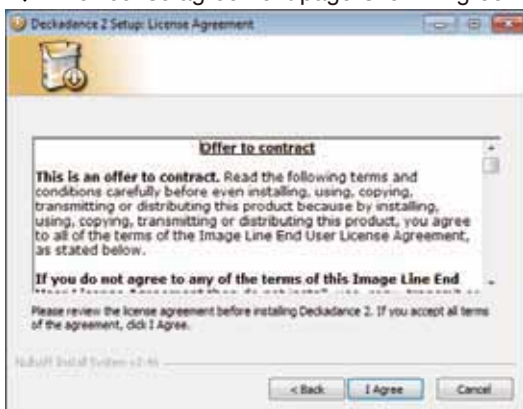 Deckadance 2 Setup: License Agreement
Offer to contract
This is an offer to contract. Read the following terms and
conditions carefully before even installing, using, copying,
transmitting or distributing this product because by installing,
using, copying, transmitting or distributing this product, you agree
to all of the terms of the Image Line End User License Agreement,
as stated below.
If you do not agree to any of the terms of this Image Line End
Please review the license agreement before installing Deckadance 2. If you accept all terms
of the agreement, click I Agree.
Nullsoft Install System v2.46
< Back
I Agree
Cancel